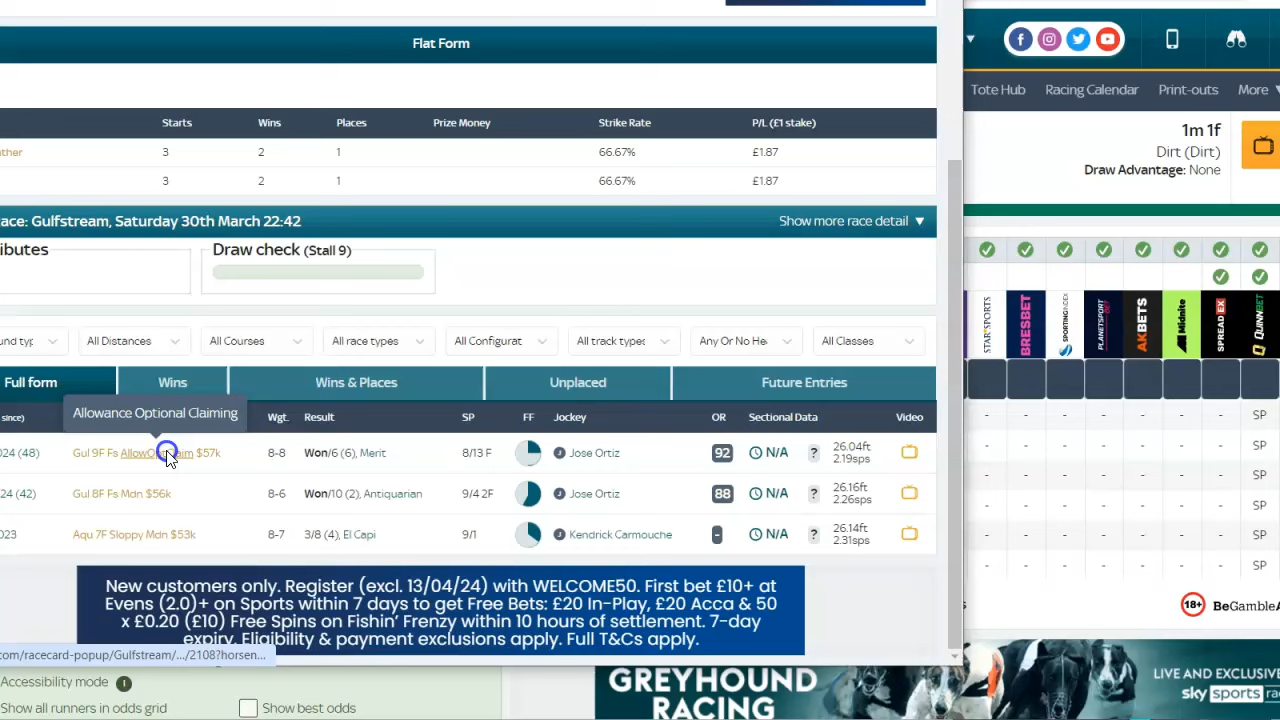 Flat Form
Starts Wins Places Prize Money Strike Rate P/L (£1 stake)
ther 3 2 1 66.67% £1.87
3 2 1 66.67% £1.87
ace: Gulfstream, Saturday 30th March 22:42 Show more race detail ▼
ributes
Draw check (Stall 9)
und typ All Distances All Courses All race types All Configurat All track types Any Or No He All Classes
Full form Wins Wins & Places Unplaced Future Entries
Allowance Optional Claiming
since) Wgt. Result SP FF Jockey OR Sectional Data Video
024 (48) Gul 9F Fs AllowOptClaim $57k 8-8 Won/6 (6), Merit 8/13 F J Jose Ortiz 92 N/A ? 26.04ft 2.19sps
24 (42) Gul 8F Fs Mdn $56k 8-6 Won/10 (2), Antiquarian 9/4 2F J Jose Ortiz 88 N/A ? 26.16ft 2.26sps
023 Aqu 7F Sloppy Mdn $53k 8-7 3/8 (4), El Capi 9/1 J Kendrick Carmouche - N/A ? 26.14ft 2.31sps
New customers only. Register (excl. 13/04/24) with WELCOME50. First bet £10+ at
Evens (2.0)+ on Sports within 7 days to get Free Bets: £20 In-Play, £20 Acca & 50
x £0.20 (£10) Free Spins on Fishin' Frenzy within 10 hours of settlement. 7-day
expiry. Eligibility & payment exclusions apply. Full T&Cs apply.
com/racecard-popup/Gulfstream/.../2108?horsen...
Accessibility mode i
Show all runners in odds grid Show best odds
Tote Hub Racing Calendar Print-outs More ▼
1m 1f
Dirt (Dirt)
Draw Advantage: None
STARSPORTS
BRESBET
SPORTING INDEX
PLANETSPORT BET
AKBETS
Midnite
SPREADEX
QUINNBET
- - - - - - - SP
- - - - - - - SP
- - - - - - - SP
- - - - - - - SP
- - - - - - - SP
- - - - - - - SP
18+ BeGambleA
GREYHOUND
RACING
LIVE AND EXCLUSIV
sky sports ra